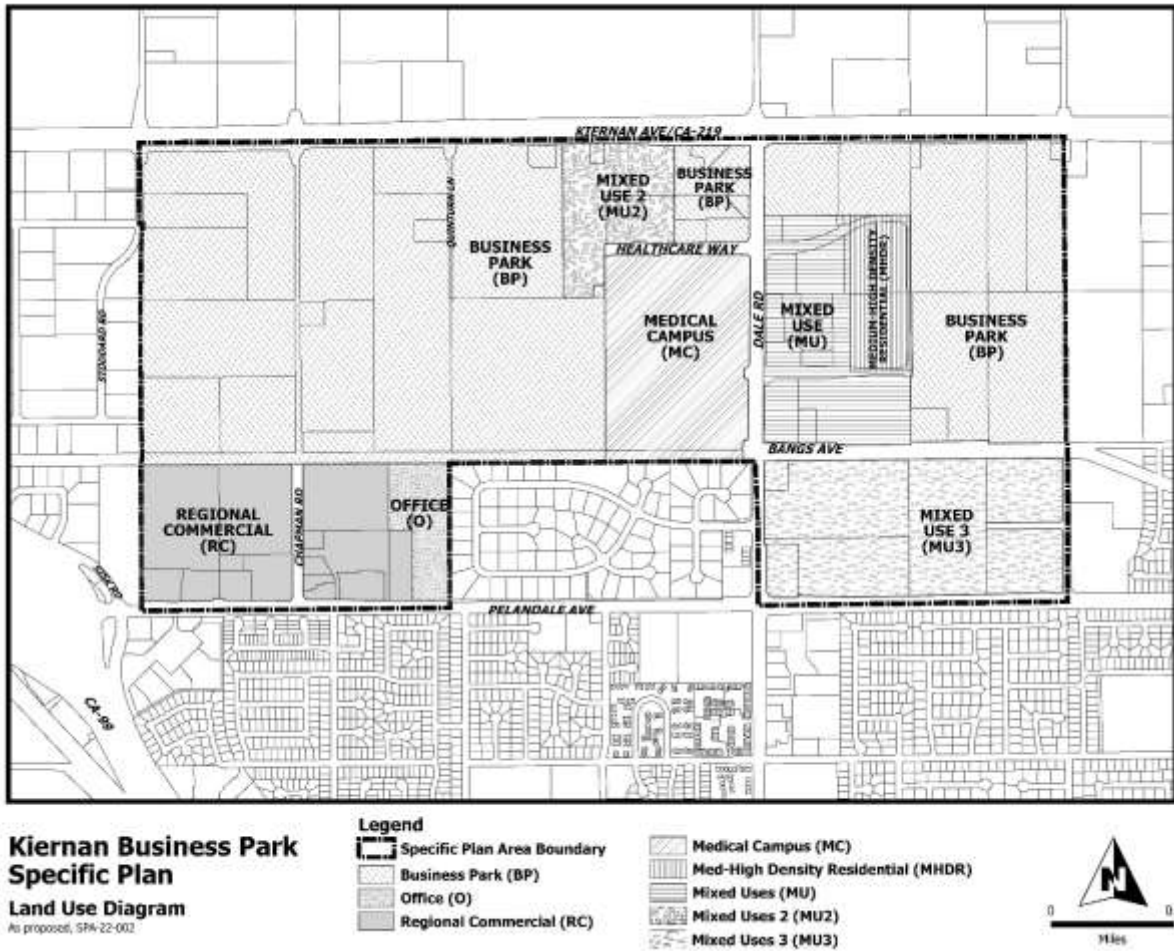 KIERNAN AVE/CA-219
MIXED
USE 2
(MU2)
BUSINESS
PARK
(BP)
QUINTURN LN
BUSINESS
PARK
(BP)
HEALTHCARE WAY
MEDIUM-HIGH DENSITY
RESIDENTIAL (MHDR)
STODDARD RD
MEDICAL
CAMPUS
(MC)
DALE RD
MIXED
USE
(MU)
BUSINESS
PARK
(BP)
BANGS AVE
REGIONAL
COMMERCIAL
(RC)
CHAPMAN RD
OFFICE
(O)
MIXED
USE 3
(MU3)
SISK RD
PELANDALE AVE
CA-99
Kiernan Business Park
Specific Plan
Land Use Diagram
As proposed, SPA-22-002
Legend
Specific Plan Area Boundary
Business Park (BP)
Office (O)
Regional Commercial (RC)
Medical Campus (MC)
Med-High Density Residential (MHDR)
Mixed Uses (MU)
Mixed Uses 2 (MU2)
Mixed Uses 3 (MU3)
N
0
Miles